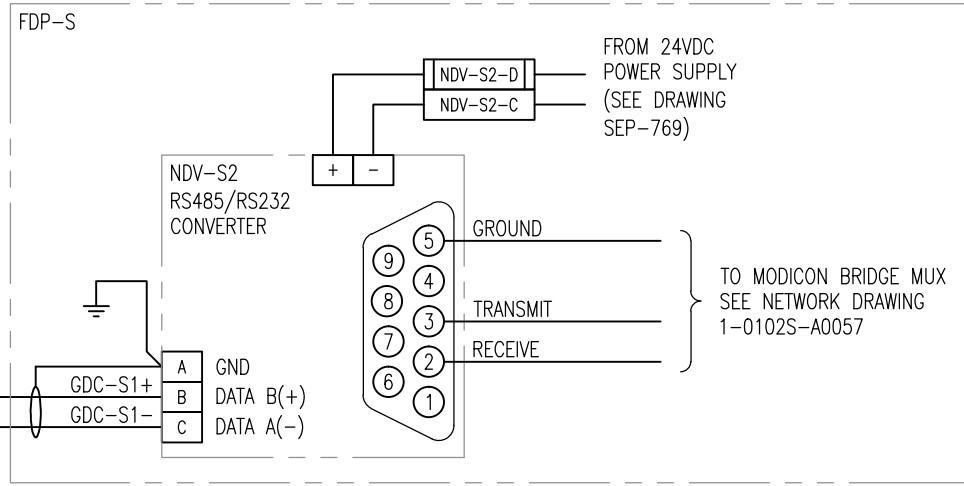 FDP-S
NDV-S2-D
NDV-S2-C
FROM 24VDC
POWER SUPPLY
(SEE DRAWING
SEP-769)
+ -
NDV-S2
RS485/RS232
CONVERTER
5
9
4
8
3
7
2
6
1
GROUND
TRANSMIT
RECEIVE
TO MODICON BRIDGE MUX
SEE NETWORK DRAWING
1-0102S-A0057
A GND
GDC-S1+ B DATA B(+)
GDC-S1- C DATA A(-)